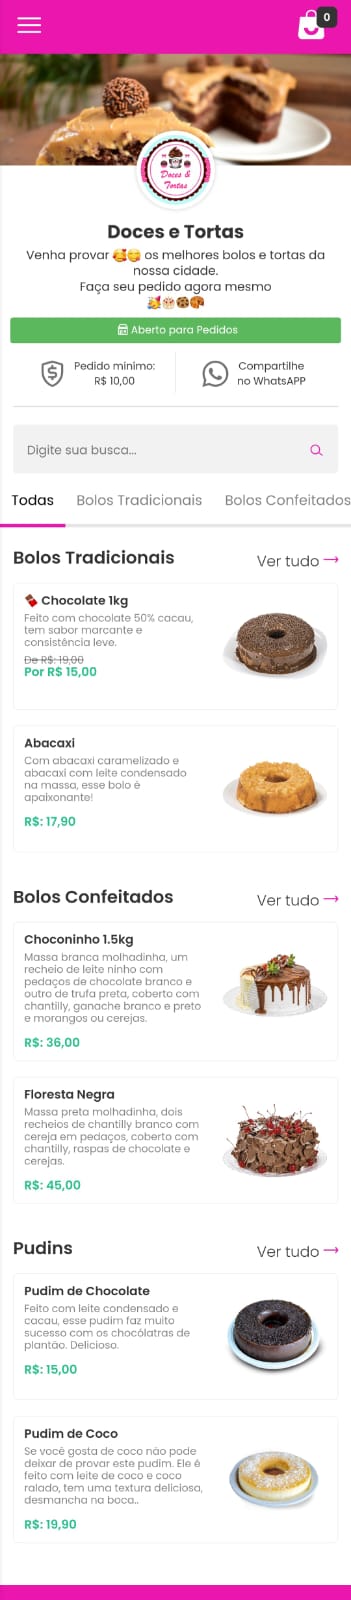 0
Doces &
Tortas
Doces e Tortas
Venha provar 🥰😋 os melhores bolos e tortas da
nossa cidade.
Faça seu pedido agora mesmo
🥳🎂🍪🥧
Aberto para Pedidos
Pedido mínimo:
R$ 10,00
Compartilhe
no WhatsAPP
Digite sua busca...
Todas Bolos Tradicionais Bolos Confeitados
Bolos Tradicionais Ver tudo →
🍫 Chocolate 1kg
Feito com chocolate 50% cacau,
tem sabor marcante e
consistência leve.
De R$: 19,00
Por R$ 15,00
Abacaxi
Com abacaxi caramelizado e
abacaxi com leite condensado
na massa, esse bolo é
apaixonante!
R$: 17,90
Bolos Confeitados Ver tudo →
Choconinho 1.5kg
Massa branca molhadinha, um
recheio de leite ninho com
pedaços de chocolate branco e
outro de trufa preta, coberto com
chantilly, ganache branco e preto
e morangos ou cerejas.
R$: 36,00
Floresta Negra
Massa preta molhadinha, dois
recheios de chantilly branco com
cereja em pedaços, coberto com
chantilly, raspas de chocolate e
cerejas.
R$: 45,00
Pudins Ver tudo →
Pudim de Chocolate
Feito com leite condensado e
cacau, esse pudim faz muito
sucesso com os chocólatras de
plantão. Delicioso.
R$: 15,00
Pudim de Coco
Se você gosta de coco não pode
deixar de provar este pudim. Ele é
feito com leite de coco e coco
ralado, tem uma textura deliciosa,
desmancha na boca..
R$: 19,90